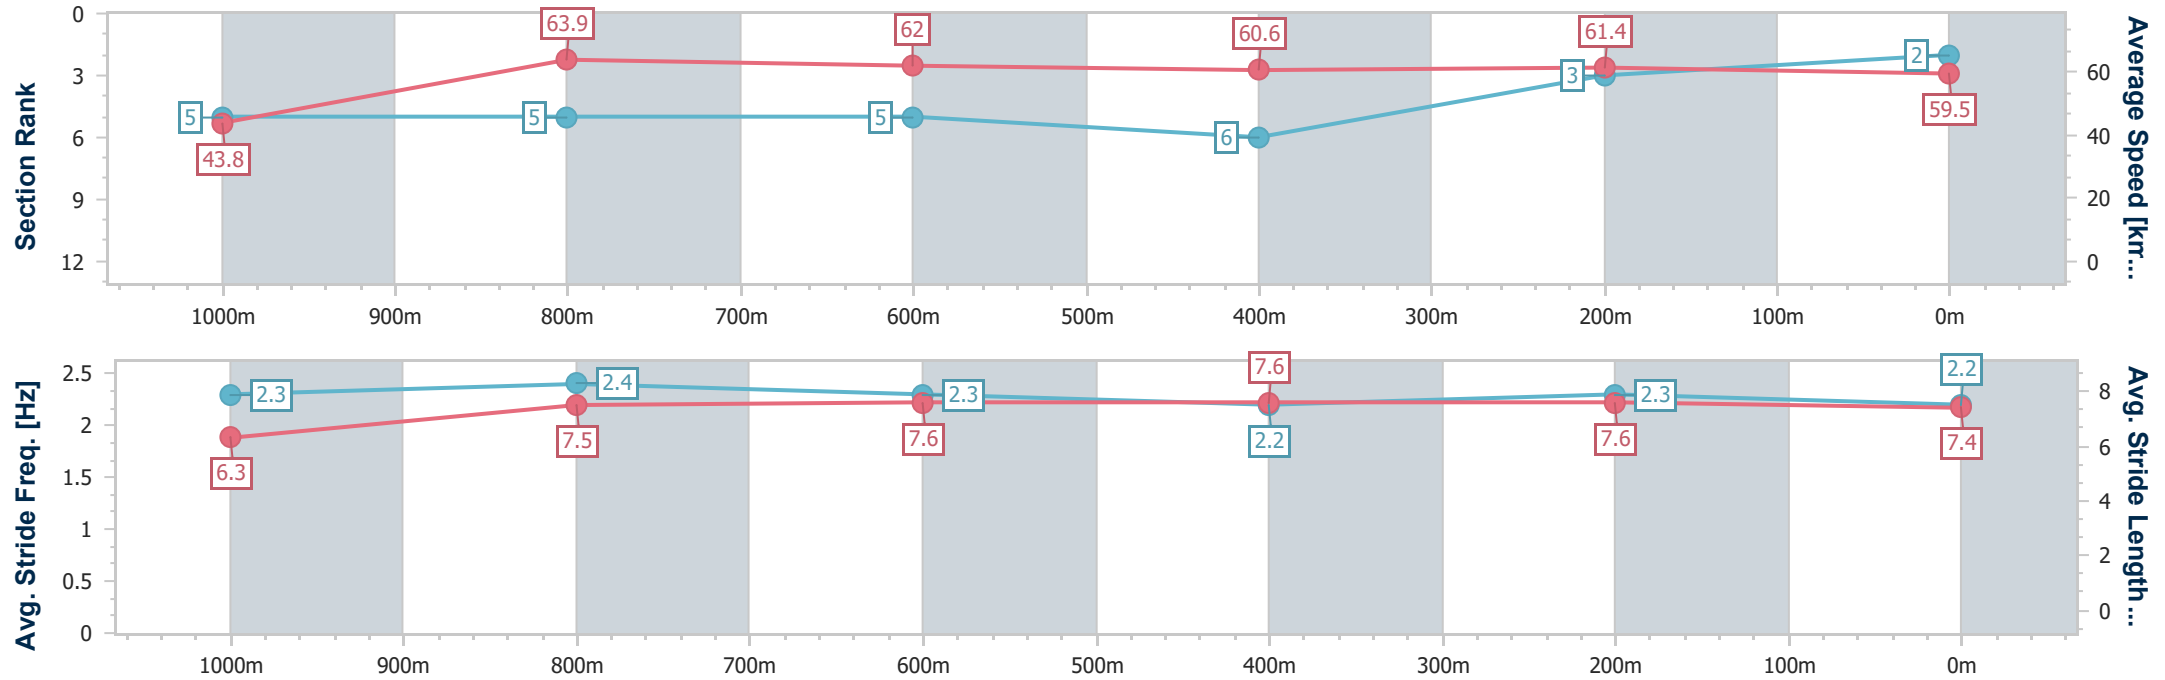 Section Rank
0
3
6
9
12
5
5
5
6
3
2
43.8
63.9
62
60.6
61.4
59.5
60
40
20
0
Average Speed [km...
1000m
900m
800m
700m
600m
500m
400m
300m
200m
100m
0m
Avg. Stride Freq. [Hz]
2.5
2
1.5
1
0.5
0
2.3
2.4
2.3
2.2
2.3
2.2
6.3
7.5
7.6
7.6
7.6
7.4
8
6
4
2
0
Avg. Stride Length...
1000m
900m
800m
700m
600m
500m
400m
300m
200m
100m
0m